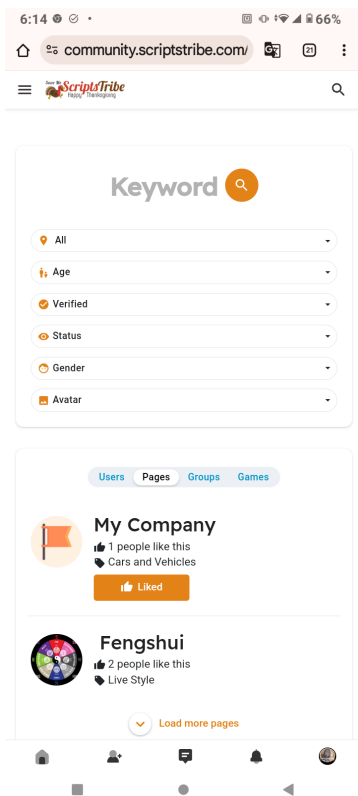 6:14
66%
community.scriptstribe.com/
21
ScriptsTribe
Happy Thanksgiving
Keyword
All
Age
Verified
Status
Gender
Avatar
Users Pages Groups Games
My Company
1 people like this
Cars and Vehicles
Liked
Fengshui
2 people like this
Live Style
Load more pages